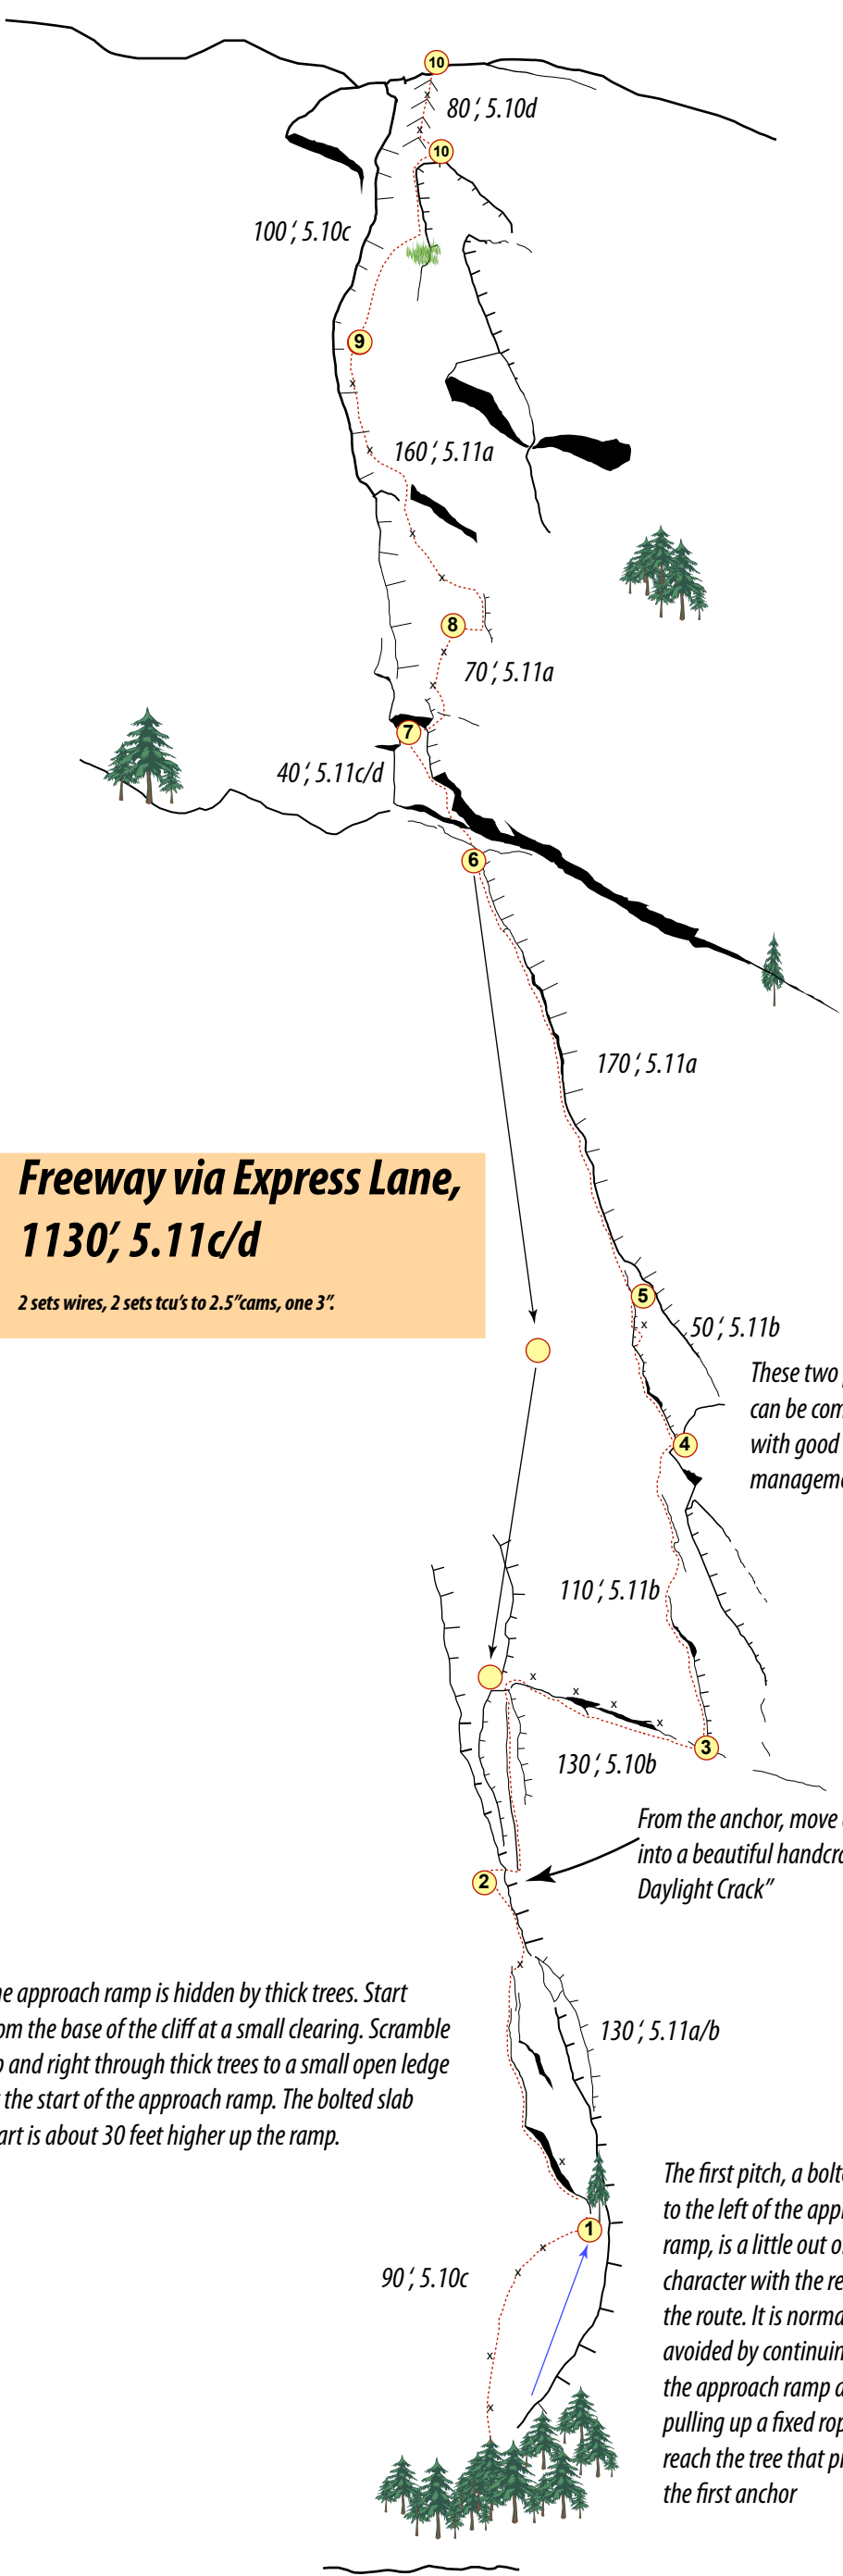 10
80', 5.10d
10
100', 5.10c
9
160', 5.11a
8
70', 5.11a
7
40', 5.11c/d
6
170', 5.11a
Freeway via Express Lane,
1130', 5.11c/d
2 sets wires, 2 sets tcu's to 2.5"cams, one 3".
5
50', 5.11b
These two
can be com
with good
manageme
4
110', 5.11b
3
130', 5.10b
From the anchor, move
into a beautiful handcra
Daylight Crack"
2
he approach ramp is hidden by thick trees. Start
om the base of the cliff at a small clearing. Scramble
p and right through thick trees to a small open ledge
t the start of the approach ramp. The bolted slab
art is about 30 feet higher up the ramp.
130', 5.11a/b
The first pitch, a bolt
to the left of the app
ramp, is a little out o
character with the re
the route. It is norma
avoided by continuin
the approach ramp a
pulling up a fixed rop
reach the tree that p
the first anchor
1
90', 5.10c